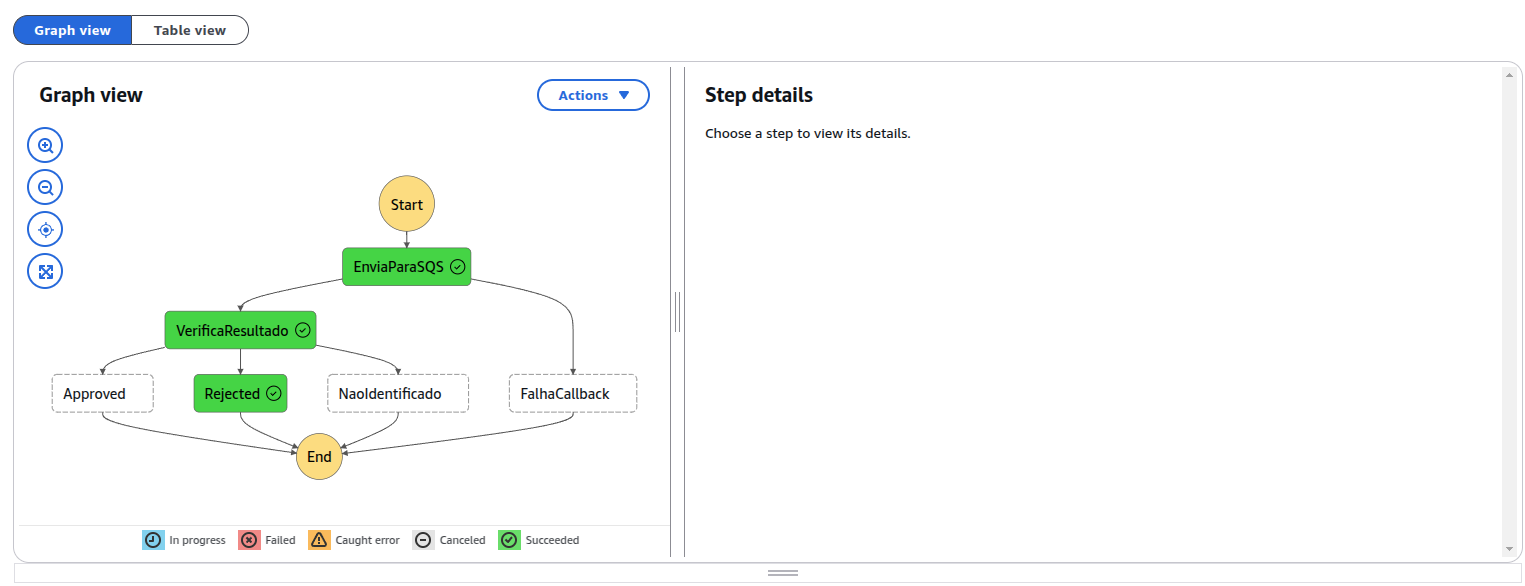 Graph view
Table view
Graph view
Actions
Start
EnviaParaSQS
VerificaResultado
Approved
Rejected
NaoIdentificado
FalhaCallback
End
In progress
Failed
Caught error
Canceled
Succeeded
Step details
Choose a step to view its details.